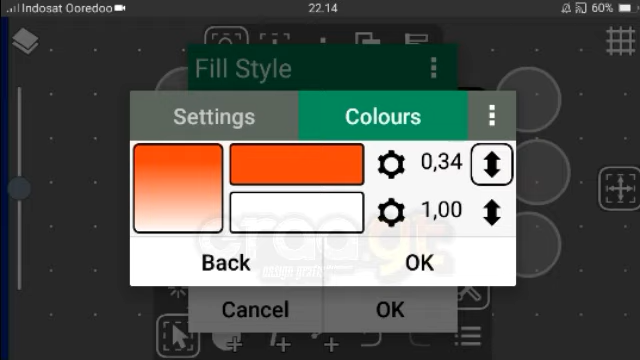 Indosat Ooredoo
22.14
60%
Fill Style
Settings
Colours
0,34
1,00
Back
OK
Cancel
OK